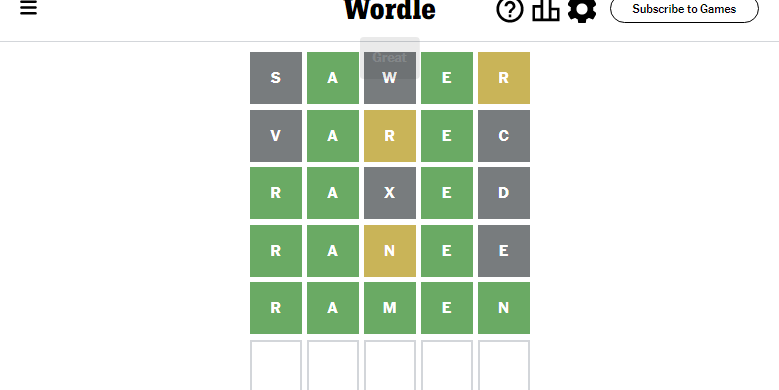 Wordle
Subscribe to Games
Great
S A W E R
V A R E C
R A X E D
R A N E E
R A M E N